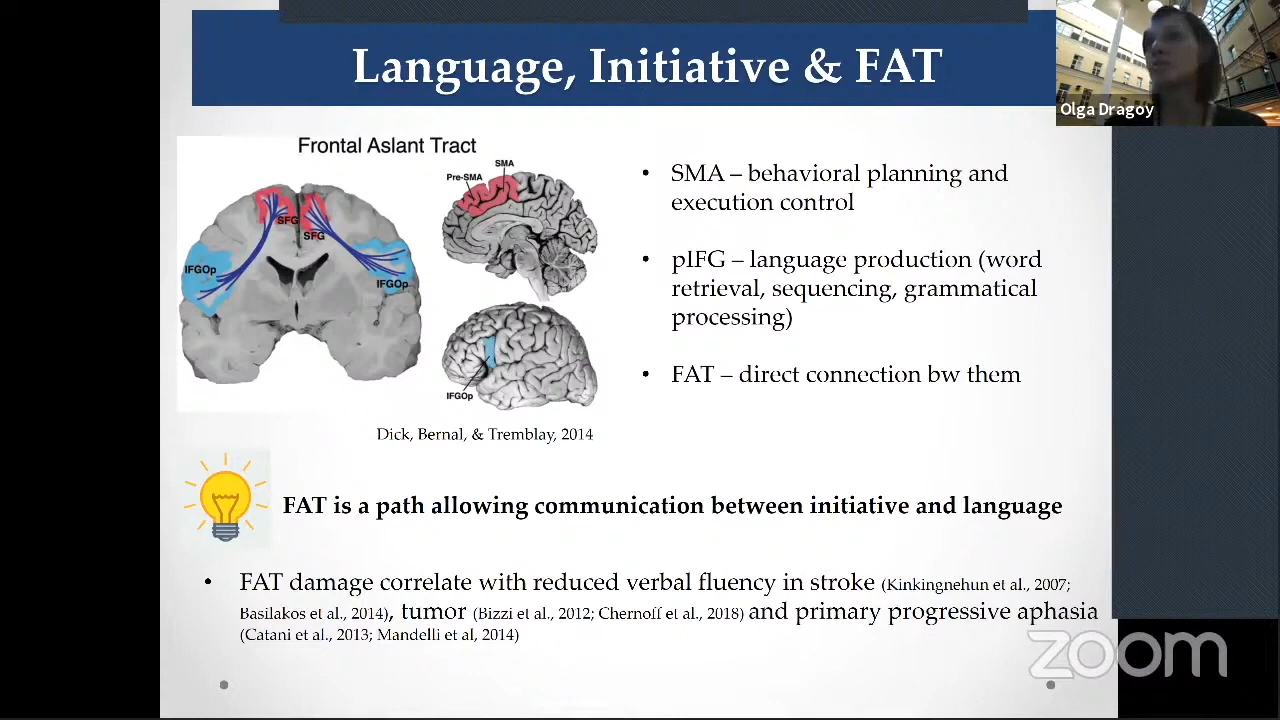 Language, Initiative & FAT
Olga Dragoy
Frontal Aslant Tract
SMA
Pre-SMA
SFG
SFG
IFGOp
IFGOp
IFGOp
Dick, Bernal, & Tremblay, 2014
• SMA – behavioral planning and
execution control
• pIFG – language production (word
retrieval, sequencing, grammatical
processing)
• FAT – direct connection bw them
FAT is a path allowing communication between initiative and language
• FAT damage correlate with reduced verbal fluency in stroke (Kinkingnehun et al., 2007;
Basilakos et al., 2014), tumor (Bizzi et al., 2012; Chernoff et al., 2018) and primary progressive aphasia
(Catani et al., 2013; Mandelli et al, 2014)
zoom